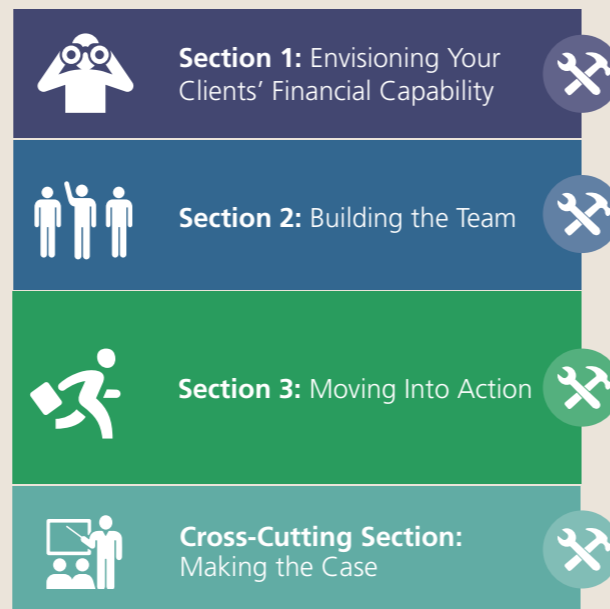 Section 1: Envisioning Your
Clients’ Financial Capability
Section 2: Building the Team
Section 3: Moving Into Action
Cross-Cutting Section:
Making the Case